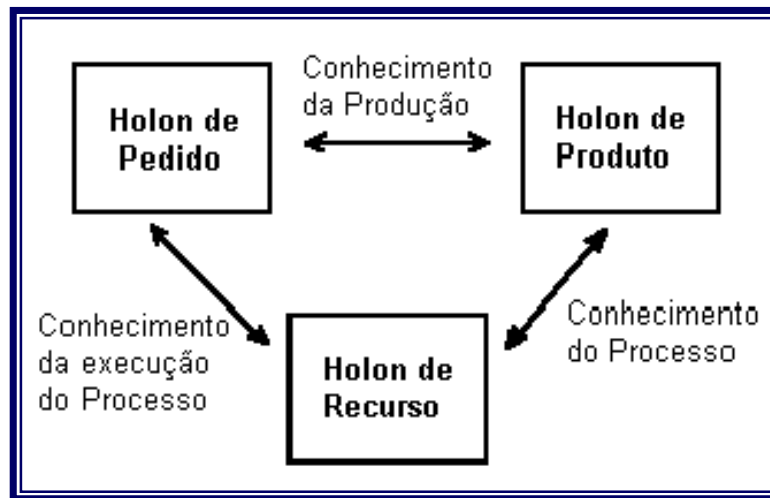 Conhecimento
da Produção
Holon de
Pedido
Holon de
Produto
Conhecimento
da execução
do Processo
Conhecimento
do Processo
Holon de
Recurso